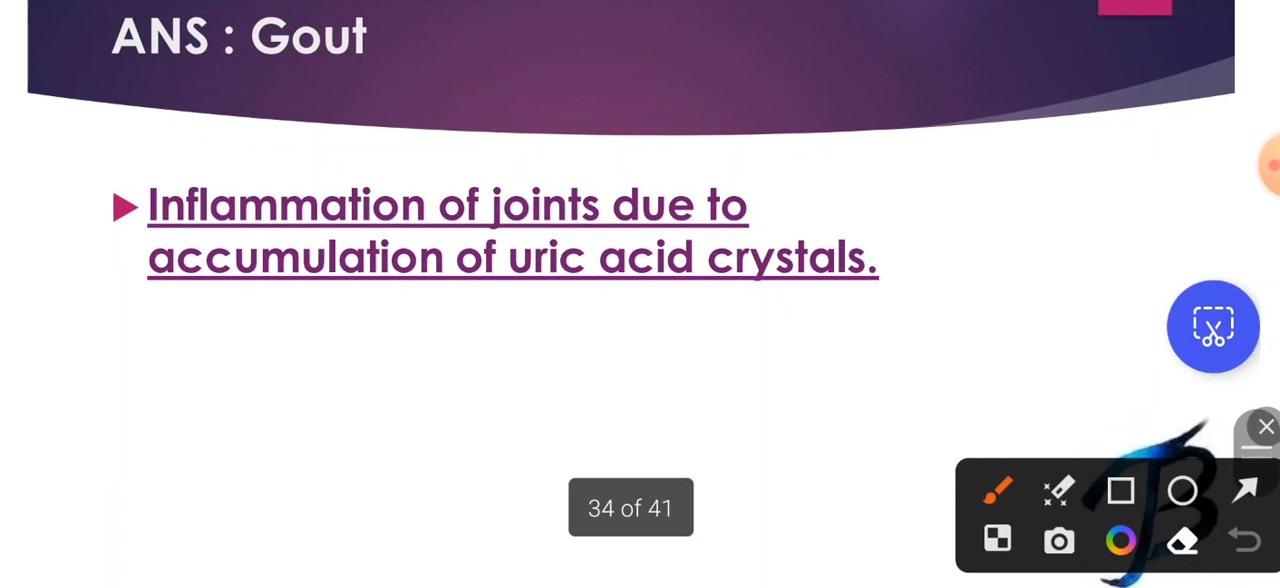 ANS : Gout
Inflammation of joints due to
accumulation of uric acid crystals.
34 of 41